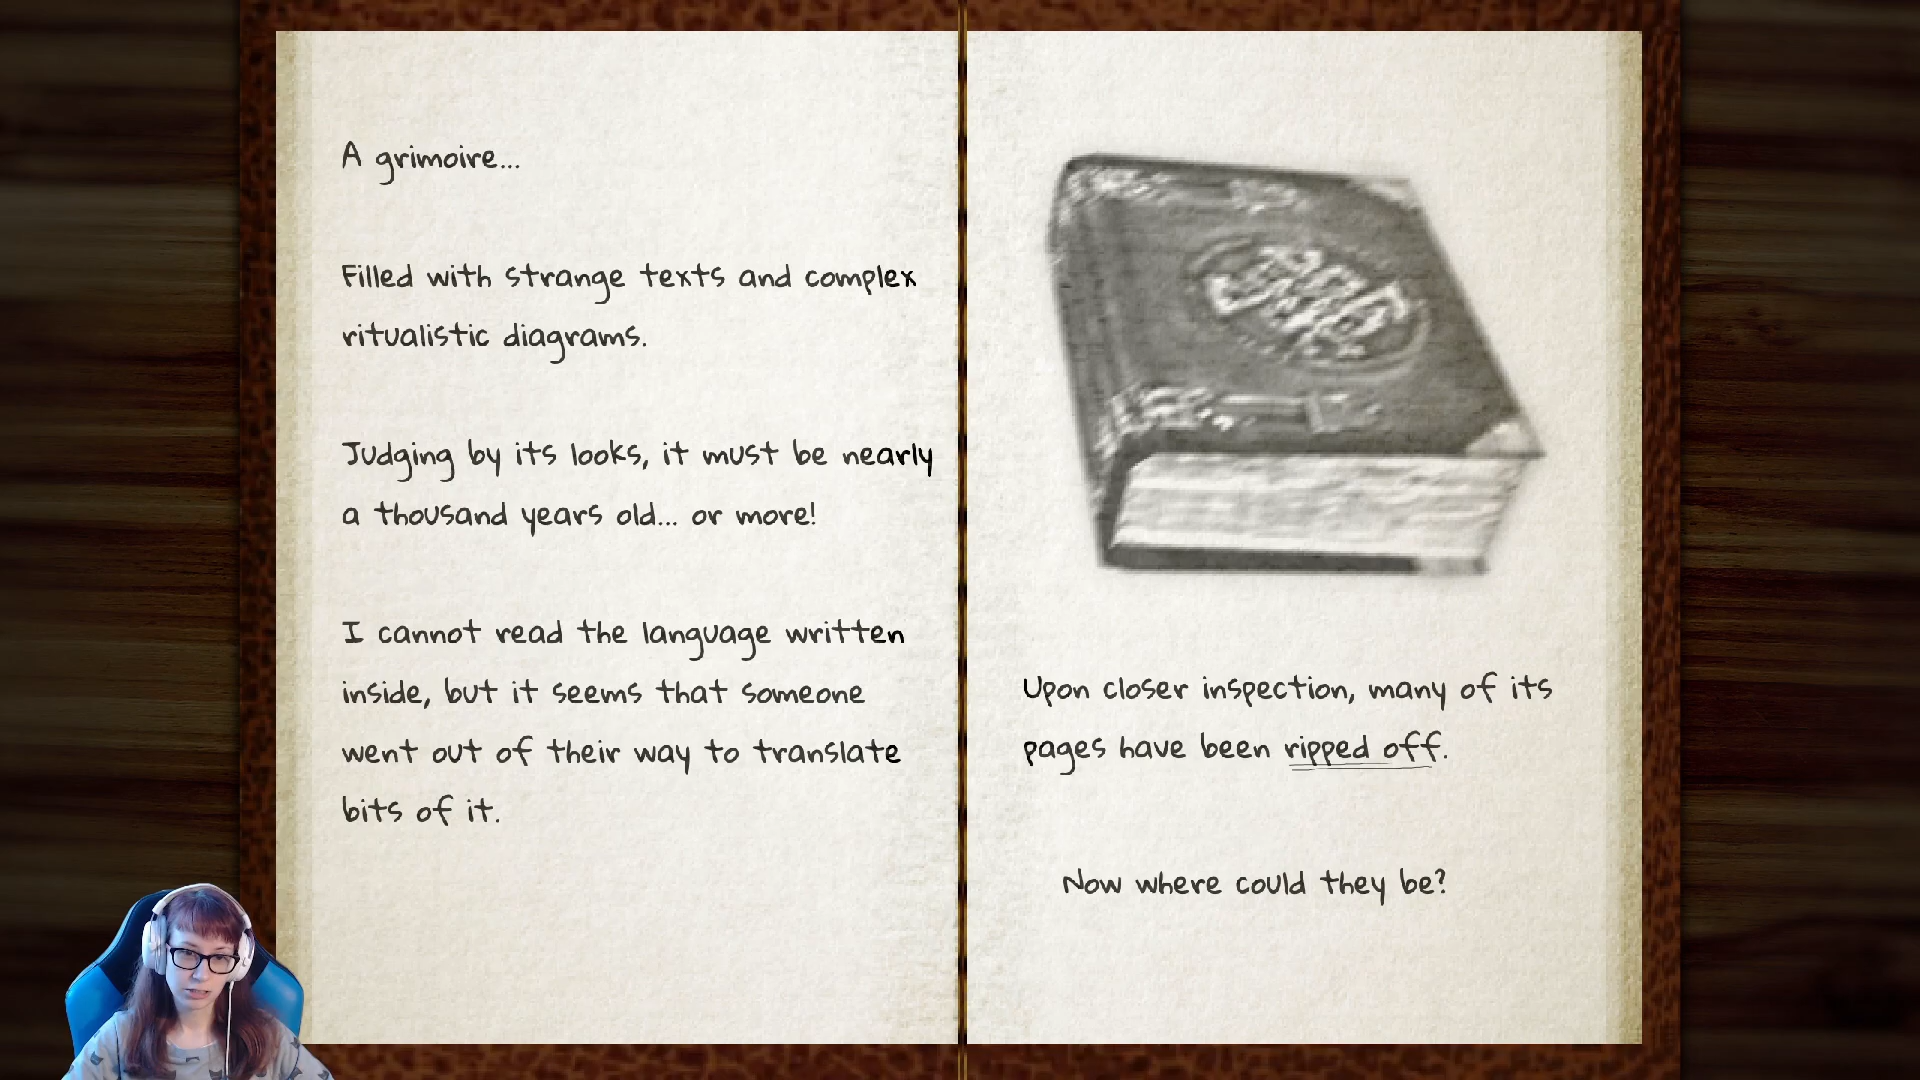 A grimoire...
Filled with strange texts and complex
ritualistic diagrams.
Judging by its looks, it must be nearly
a thousand years old... or more!
I cannot read the language written
inside, but it seems that someone
went out of their way to translate
bits of it.
Upon closer inspection, many of its
pages have been ripped off.
Now where could they be?